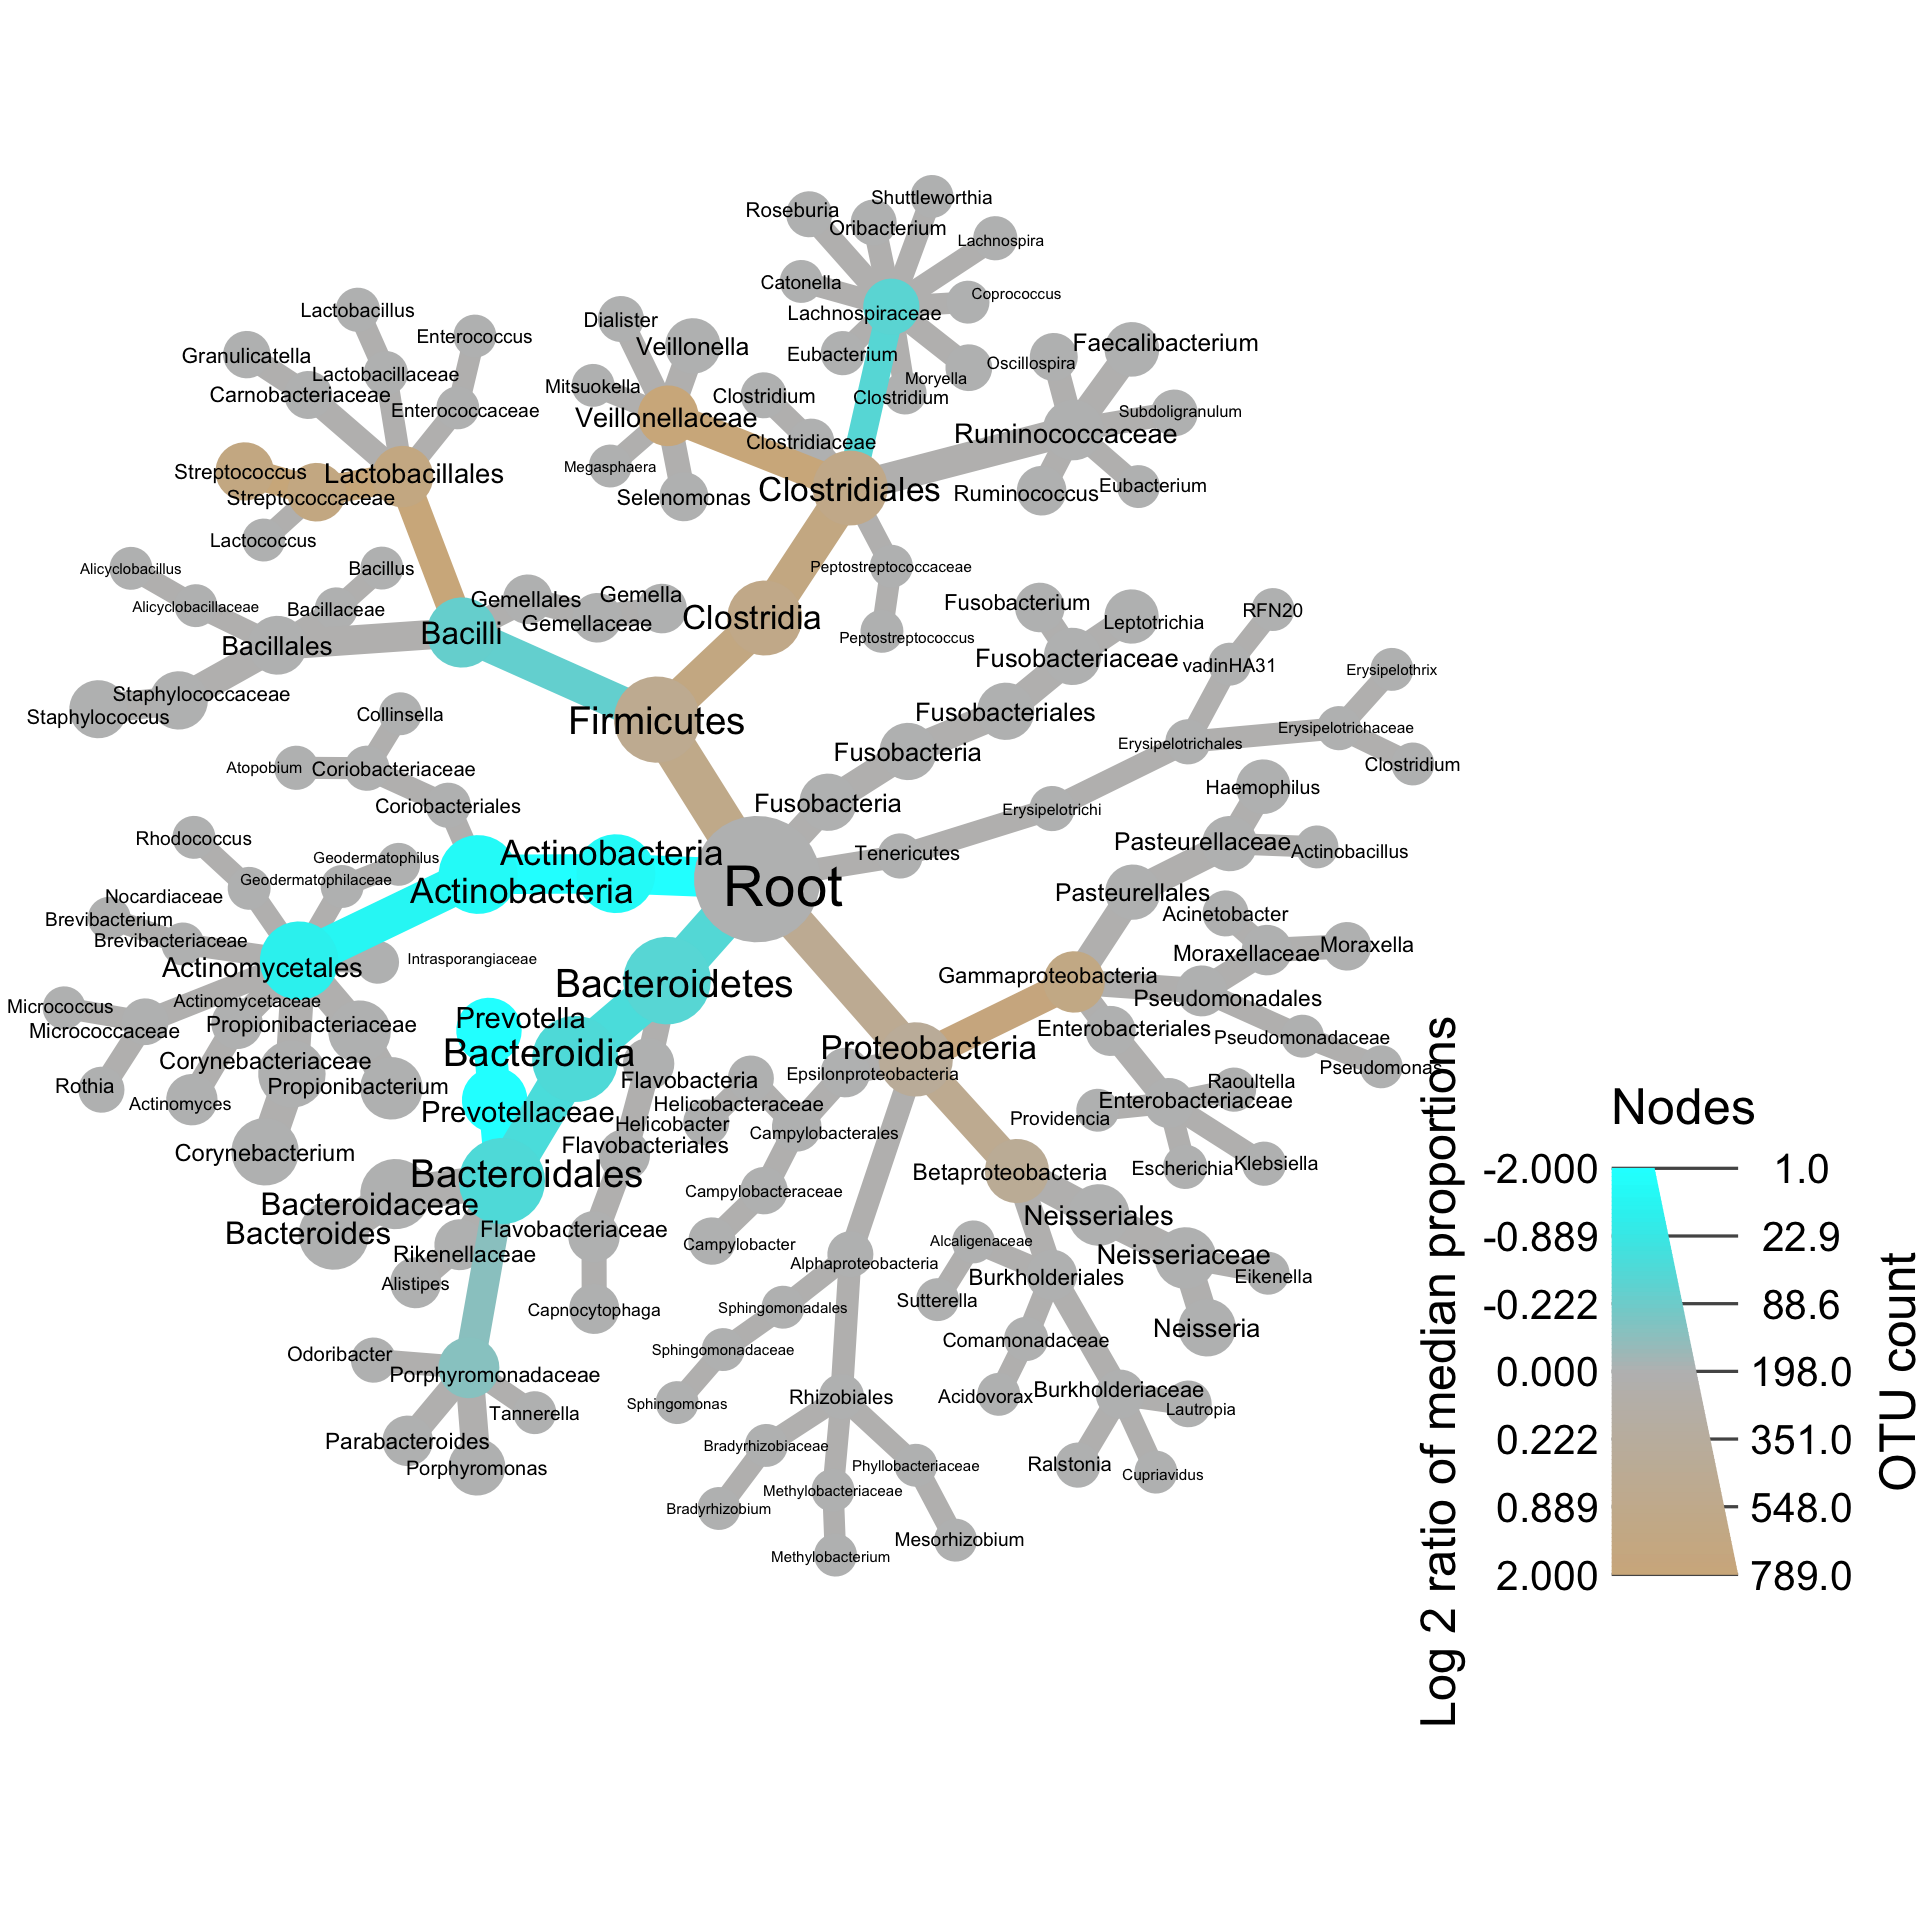 Shuttleworthia
Roseburia
Oribacterium
Lachnospira
Catonella
Coprococcus
Lachnospiraceae
Lactobacillus
Dialister
Enterococcus
Veillonella
Faecalibacterium
Granulicatella
Eubacterium
Oscillospira
Lactobacillaceae
Moryella
Mitsuokella
Carnobacteriaceae
Clostridium
Clostridium
Enterococcaceae
Subdoligranulum
Veillonellaceae
Ruminococcaceae
Clostridiaceae
Megasphaera
Streptococcus
Lactobacillales
Eubacterium
Clostridiales
Ruminococcus
Streptococcaceae
Selenomonas
Lactococcus
Peptostreptococcaceae
Bacillus
Alicyclobacillus
Gemella
Gemellales
Fusobacterium
Alicyclobacillaceae
Bacillaceae
RFN20
Clostridia
Gemellaceae
Leptotrichia
Bacilli
Peptostreptococcus
Bacillales
Fusobacteriaceae
vadinHA31
Erysipelothrix
Staphylococcaceae
Fusobacteriales
Collinsella
Staphylococcus
Firmicutes
Erysipelotrichaceae
Erysipelotrichales
Fusobacteria
Clostridium
Atopobium
Coriobacteriaceae
Haemophilus
Fusobacteria
Coriobacteriales
Erysipelotrichi
Rhodococcus
Pasteurellaceae
Actinobacteria
Tenericutes
Actinobacillus
Geodermatophilus
Geodermatophilaceae
Root
Actinobacteria
Pasteurellales
Nocardiaceae
Acinetobacter
Brevibacterium
Brevibacteriaceae
Moraxella
Moraxellaceae
Intrasporangiaceae
Actinomycetales
Gammaproteobacteria
Bacteroidetes
Pseudomonadales
Actinomycetaceae
Micrococcus
Prevotella
Propionibacteriaceae
Enterobacteriales
Micrococcaceae
Pseudomonadaceae
Proteobacteria
Bacteroidia
Corynebacteriaceae
Pseudomonas
Epsilonproteobacteria
Flavobacteria
Raoultella
Rothia
Propionibacterium
Enterobacteriaceae
Actinomyces
Helicobacteraceae
Prevotellaceae
Providencia
Helicobacter
Campylobacterales
Flavobacteriales
Corynebacterium
Klebsiella
Escherichia
Betaproteobacteria
Bacteroidales
Campylobacteraceae
Bacteroidaceae
Neisseriales
Flavobacteriaceae
Bacteroides
Alcaligenaceae
Campylobacter
Rikenellaceae
Neisseriaceae
Alphaproteobacteria
Eikenella
Burkholderiales
Alistipes
Sutterella
Sphingomonadales
Capnocytophaga
Neisseria
Comamonadaceae
Sphingomonadaceae
Odoribacter
Porphyromonadaceae
Burkholderiaceae
Rhizobiales
Acidovorax
Sphingomonas
Lautropia
Tannerella
Parabacteroides
Bradyrhizobiaceae
Ralstonia
Phyllobacteriaceae
Porphyromonas
Cupriavidus
Methylobacteriaceae
Bradyrhizobium
Mesorhizobium
Methylobacterium
Nodes
Log 2 ratio of median proportions
-2.000 1.0
-0.889 22.9
-0.222 88.6
0.000 198.0
0.222 351.0
0.889 548.0
2.000 789.0
OTU count